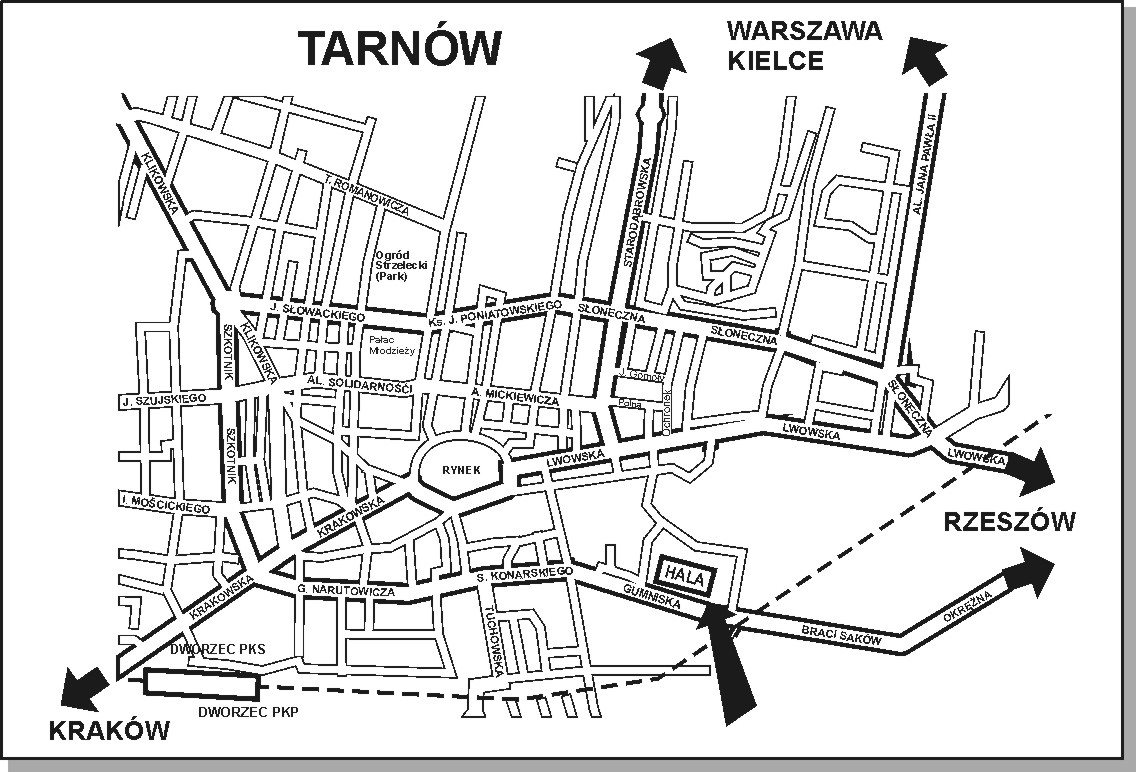 TARNÓW
WARSZAWA
KIELCE
KLIKOWSKA
T. ROMANOWICZA
STARODĄBROWSKA
AL. JANA PAWŁA II
Ogród
Strzelecki
(Park)
J. SŁOWACKIEGO
Ks. J. PONIATOWSKIEGO
SŁONECZNA
SŁONECZNA
SZKOTNIK
KLIKOWSKA
Pałac
Młodzieży
J. SZUJSKIEGO
AL. SOLIDARNOŚCI
A. MICKIEWICZA
J. Gomoły
Polna
Ochronek
SŁONECZNA
SZKOTNIK
RYNEK
LWOWSKA
LWOWSKA
LWOWSKA
I. MOŚCICKIEGO
KRAKOWSKA
RZESZÓW
KRAKOWSKA
G. NARUTOWICZA
S. KONARSKIEGO
HALA
GUMNISKA
BRACI SAKÓW
OKRĘŻNA
TUCHOWSKA
DWORZEC PKS
DWORZEC PKP
KRAKÓW